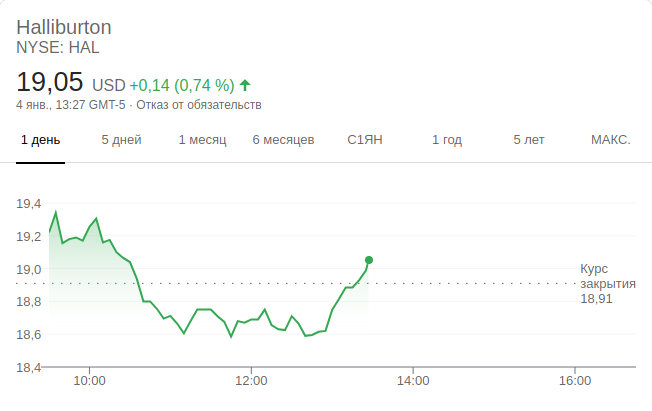 Halliburton
NYSE: HAL
19,05 USD +0,14 (0,74 %)
4 янв., 13:27 GMT-5 · Отказ от обязательств
1 день 5 дней 1 месяц 6 месяцев С1ЯН 1 год 5 лет МАКС.
19,4
19,2
19,0
18,8
18,6
18,4
Курс
закрытия
18,91
10:00 12:00 14:00 16:00